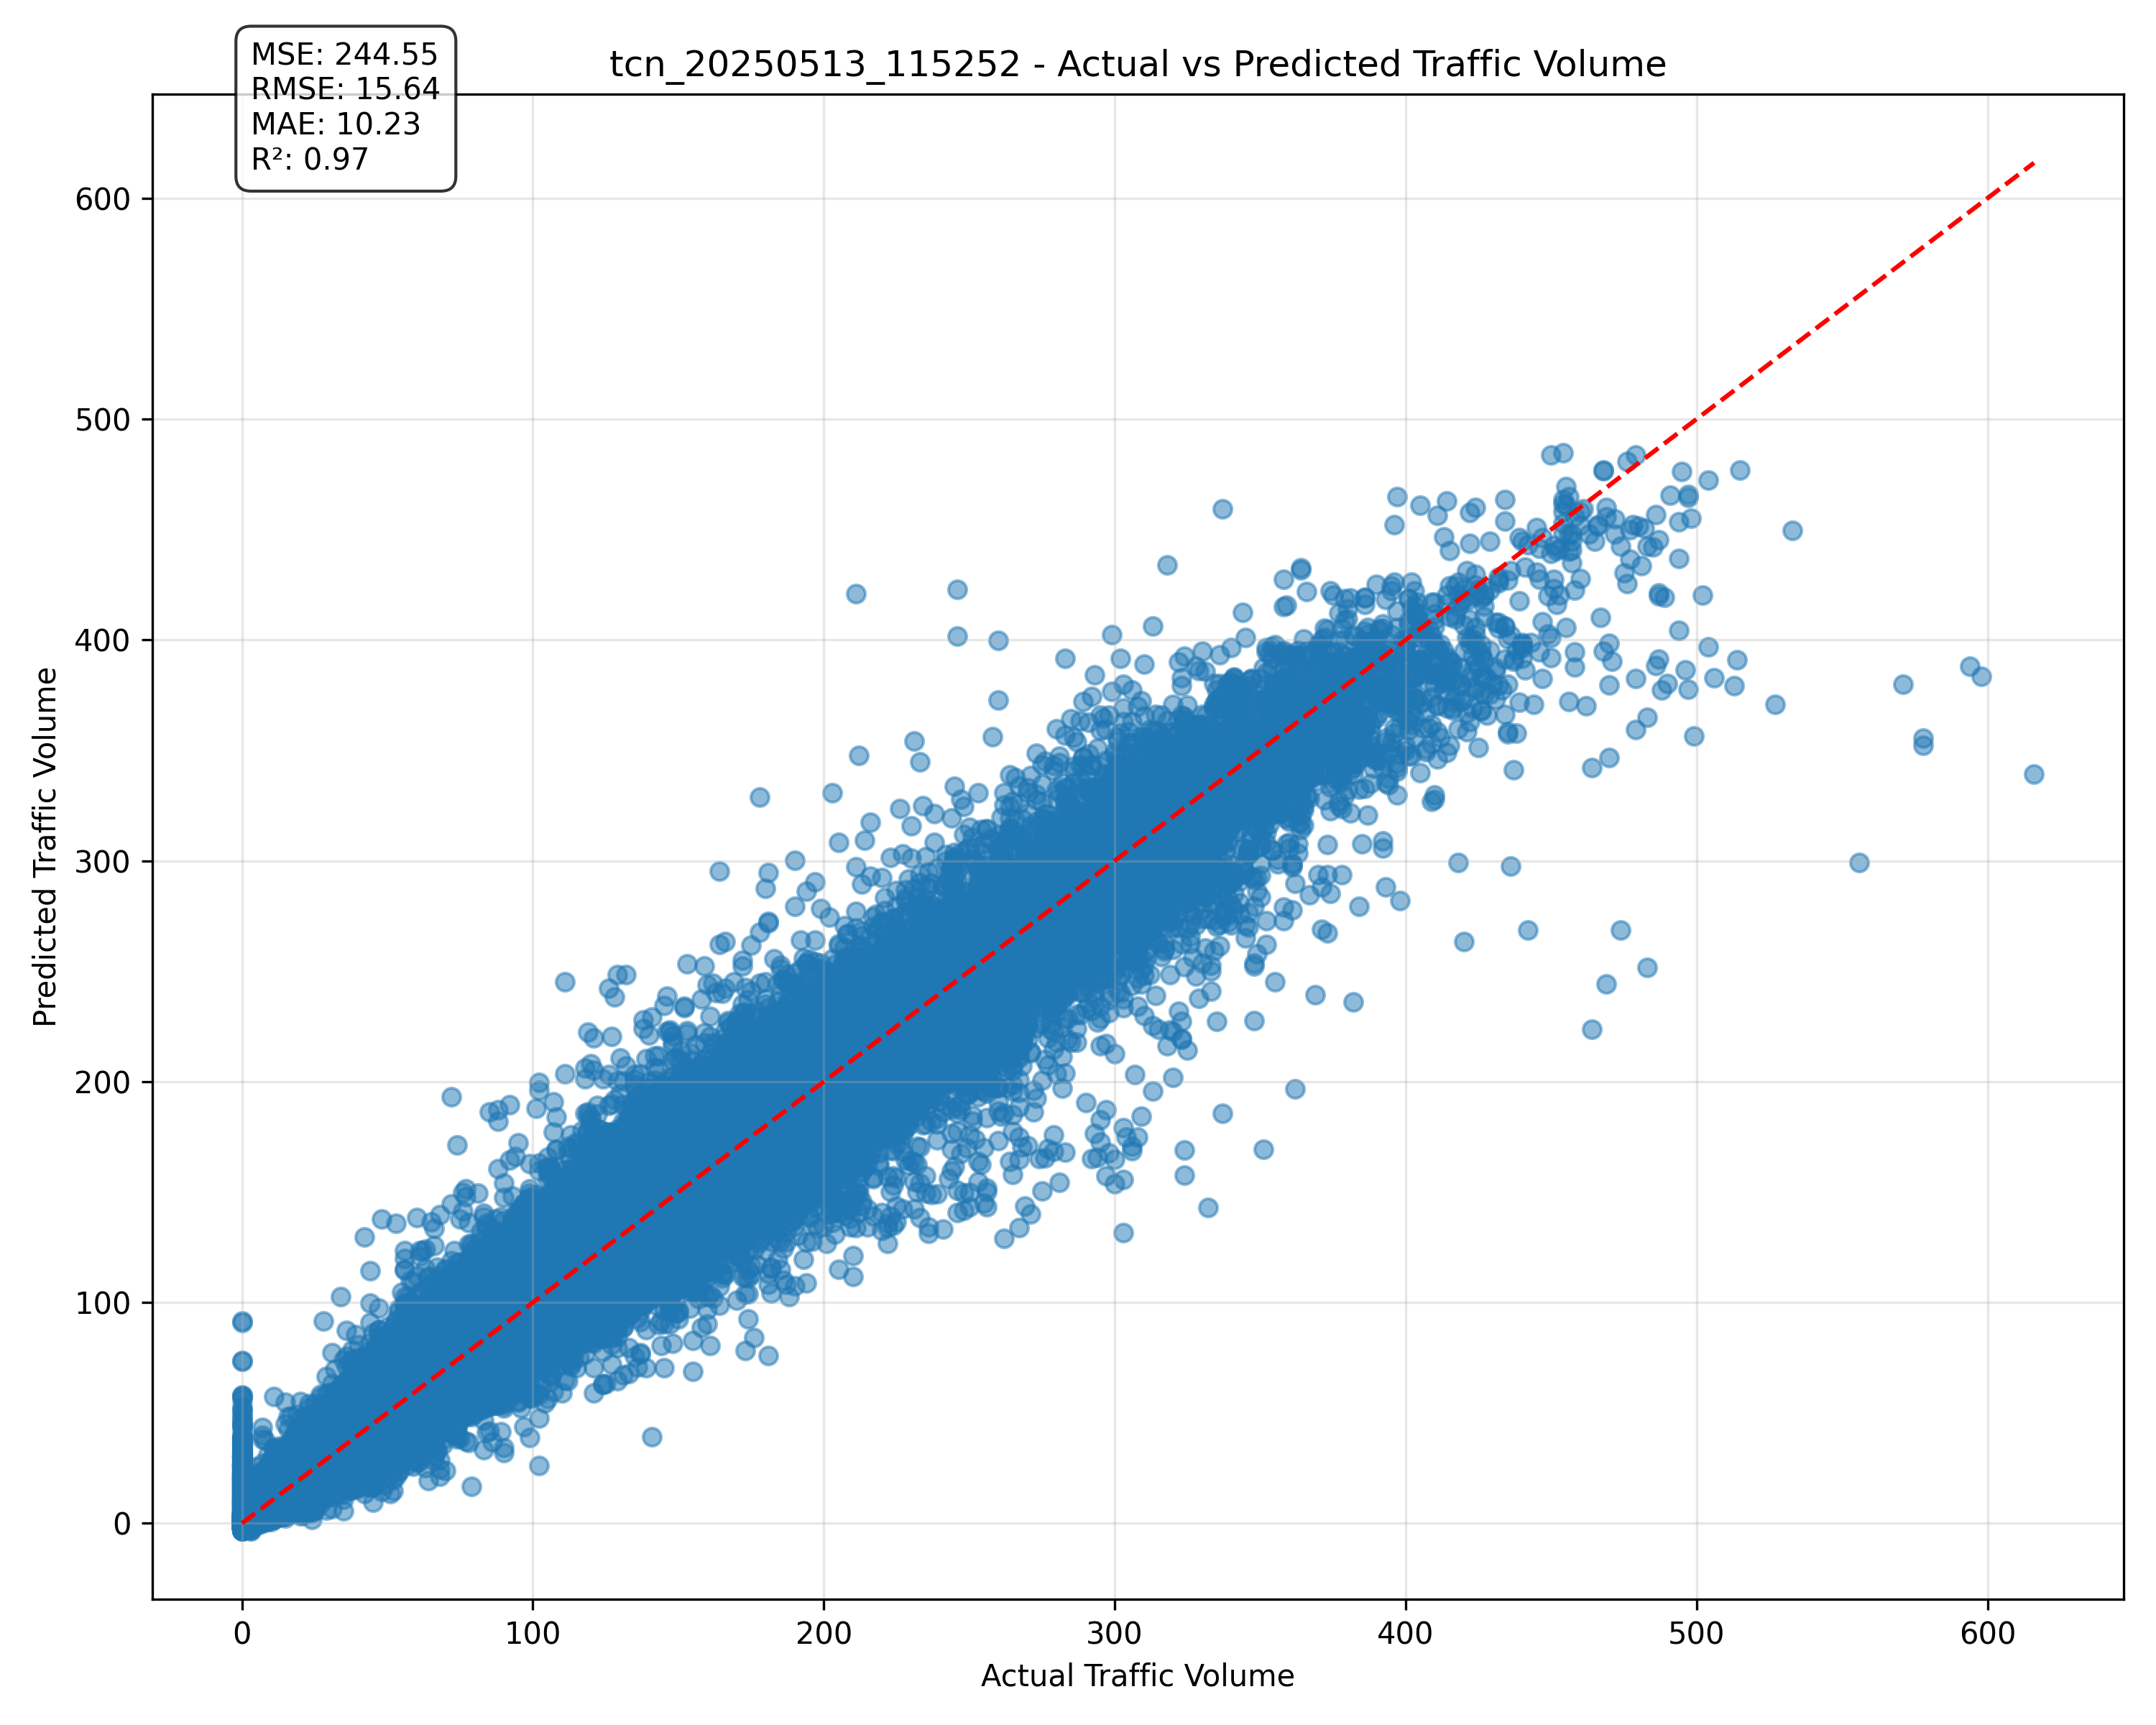 MSE: 244.55
RMSE: 15.64
MAE: 10.23
R²: 0.97
tcn_20250513_115252 - Actual vs Predicted Traffic Volume
Predicted Traffic Volume
600
500
400
300
200
100
0
0 100 200 300 400 500 600
Actual Traffic Volume